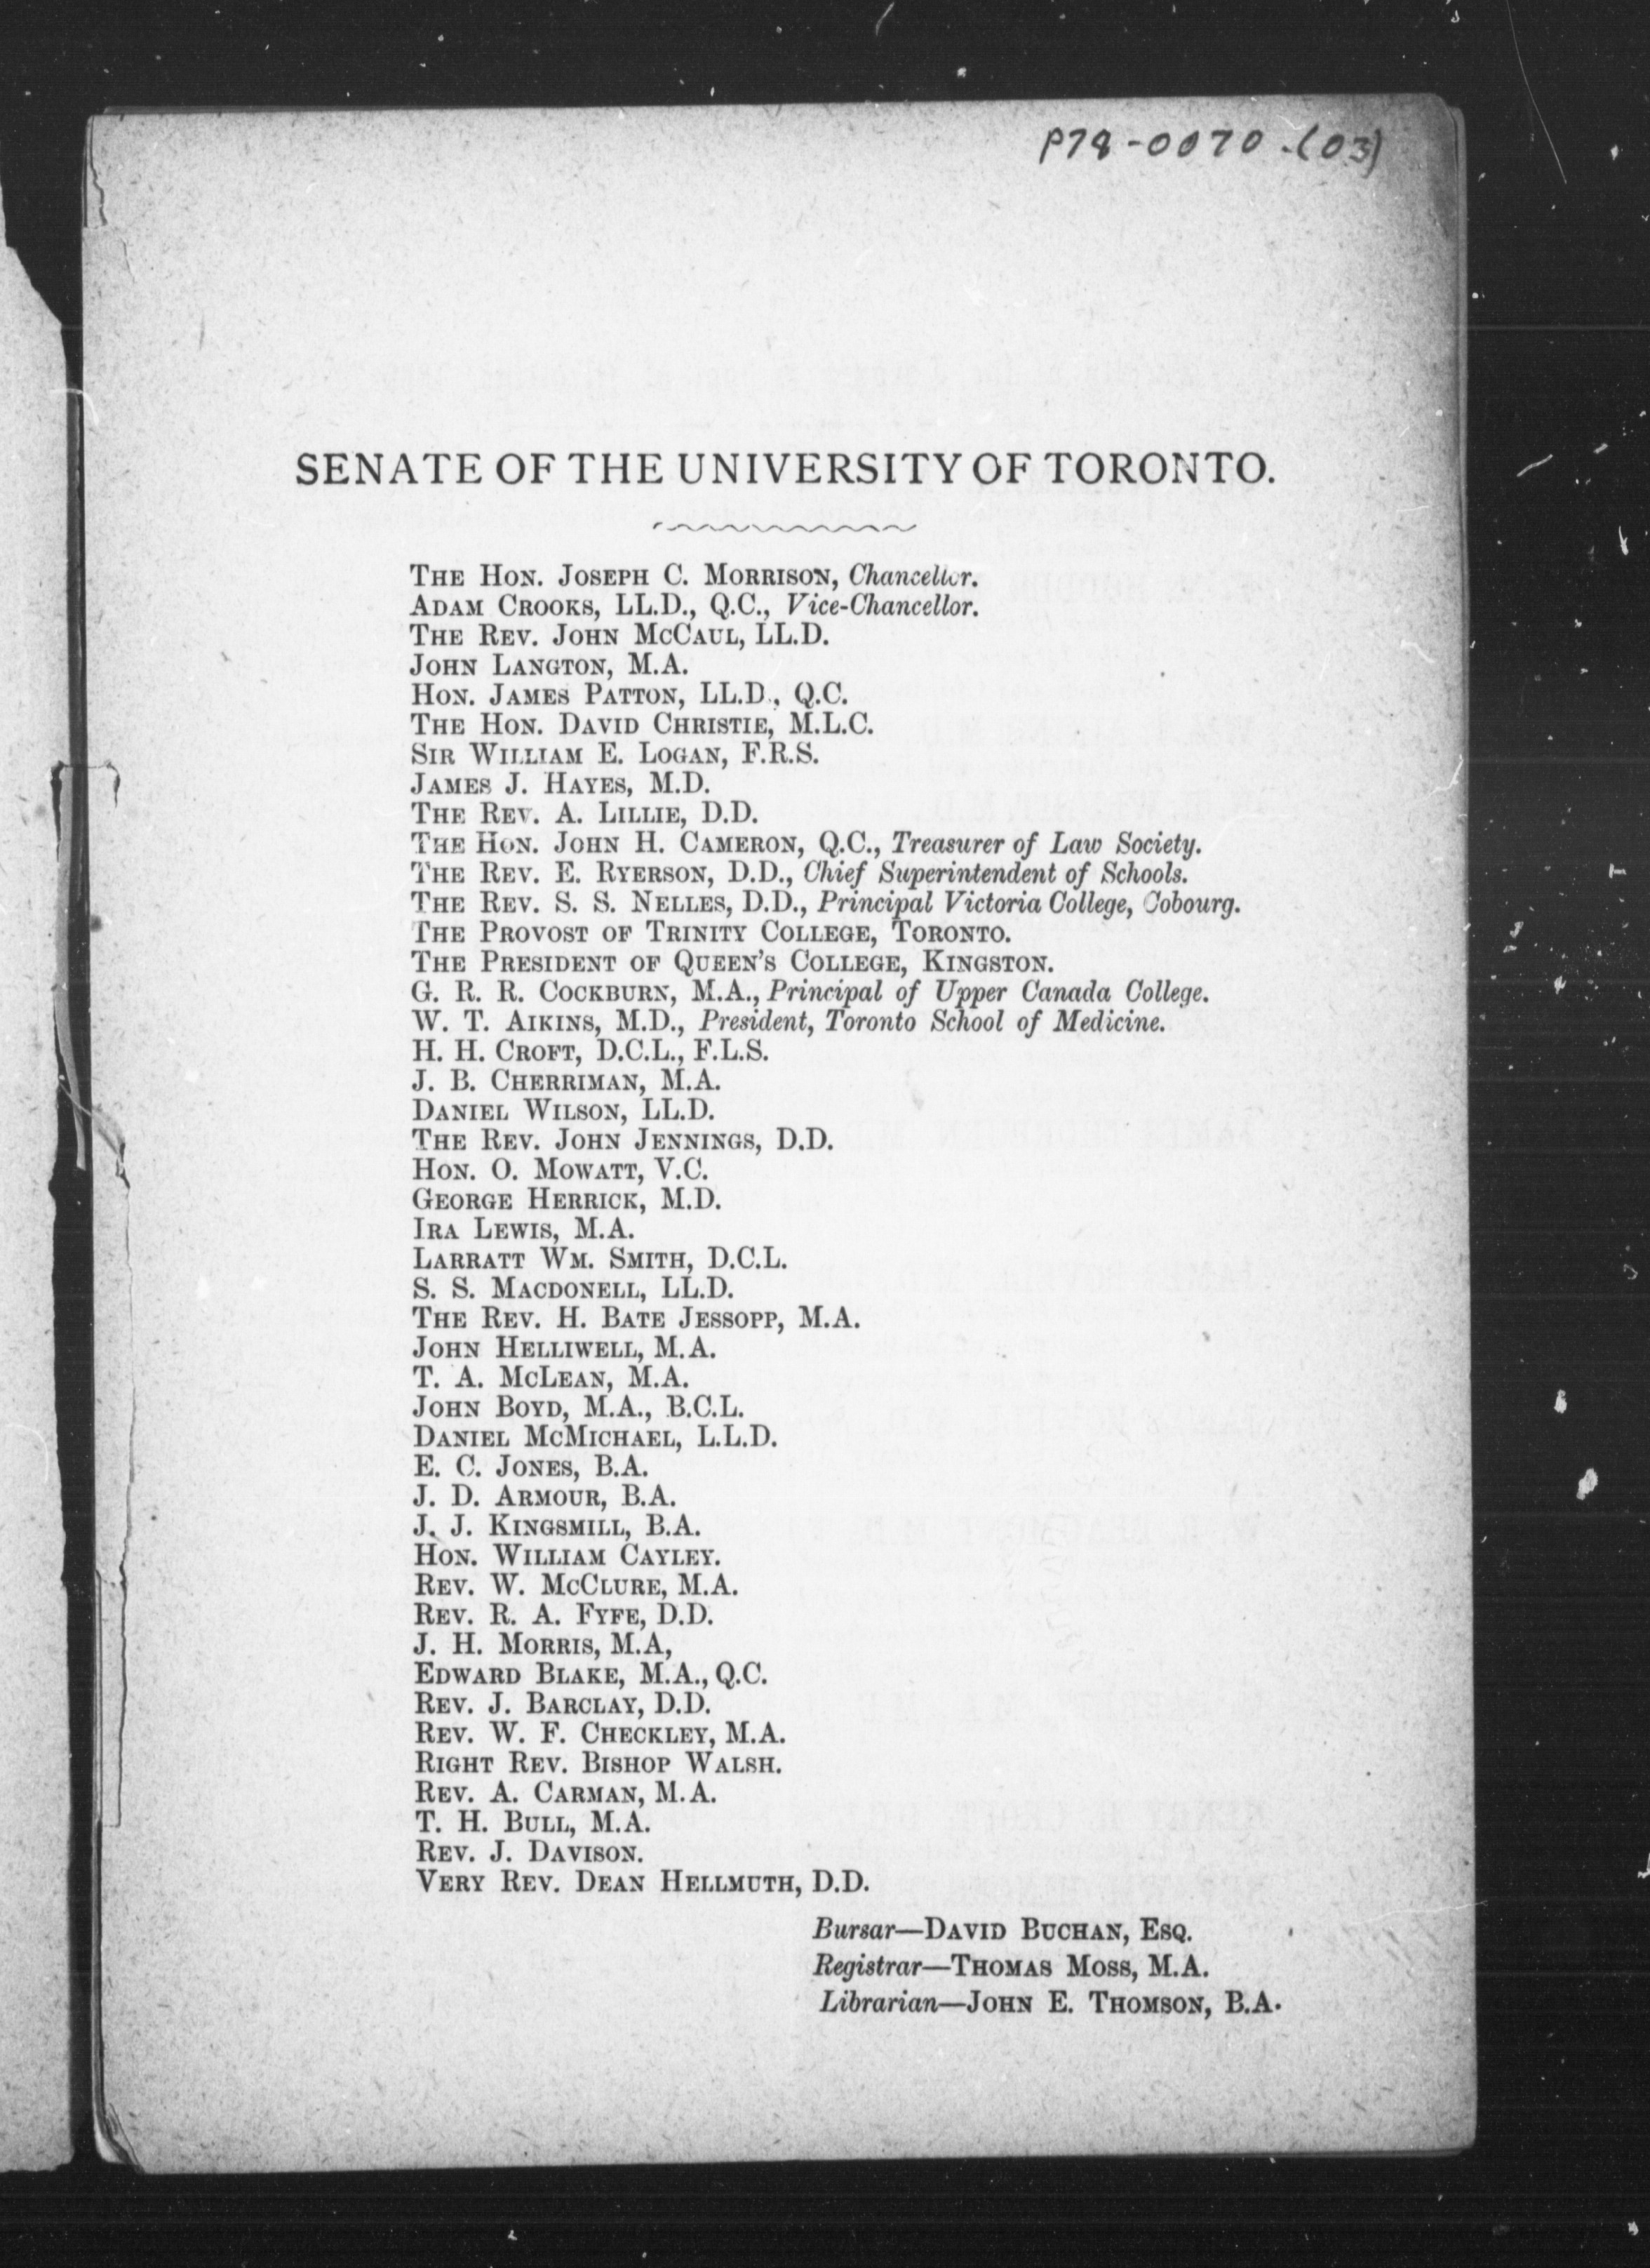 P78-0070.(03)
SENATE OF THE UNIVERSITY OF TORONTO.
THE HON. JOSEPH C. MORRISON, Chancellor.
ADAM CROOKS, LL.D., Q.C., Vice-Chancellor.
THE REV. JOHN MCCAUL, LL.D.
JOHN LANGTON, M.A.
HON. JAMES PATTON, LL.D., Q.C.
THE HON. DAVID CHRISTIE, M.L.C.
SIR WILLIAM E. LOGAN, F.R.S.
JAMES J. HAYES, M.D.
THE REV. A. LILLIE, D.D.
THE HON. JOHN H. CAMERON, Q.C., Treasurer of Law Society.
THE REV. E. RYERSON, D.D., Chief Superintendent of Schools.
THE REV. S. S. NELLES, D.D., Principal Victoria College, Cobourg.
THE PROVOST OF TRINITY COLLEGE, TORONTO.
THE PRESIDENT OF QUEEN'S COLLEGE, KINGSTON.
G. R. R. COCKBURN, M.A., Principal of Upper Canada College.
W. T. AIKINS, M.D., President, Toronto School of Medicine.
H. H. CROFT, D.C.L., F.L.S.
J. B. CHERRIMAN, M.A.
DANIEL WILSON, LL.D.
THE REV. JOHN JENNINGS, D.D.
HON. O. MOWATT, V.C.
GEORGE HERRICK, M.D.
IRA LEWIS, M.A.
LARRATT WM. SMITH, D.C.L.
S. S. MACDONELL, LL.D.
THE REV. H. BATE JESSOPP, M.A.
JOHN HELLIWELL, M.A.
T. A. MCLEAN, M.A.
JOHN BOYD, M.A., B.C.L.
DANIEL MCMICHAEL, L.L.D.
E. C. JONES, B.A.
J. D. ARMOUR, B.A.
J. J. KINGSMILL, B.A.
HON. WILLIAM CAYLEY.
REV. W. MCCLURE, M.A.
REV. R. A. FYFE, D.D.
J. H. MORRIS, M.A,
EDWARD BLAKE, M.A., Q.C.
REV. J. BARCLAY, D.D.
REV. W. F. CHECKLEY, M.A.
RIGHT REV. BISHOP WALSH.
REV. A. CARMAN, M.A.
T. H. BULL, M.A.
REV. J. DAVISON.
VERY REV. DEAN HELLMUTH, D.D.
Bursar—DAVID BUCHAN, ESQ.
Registrar—THOMAS MOSS, M.A.
Librarian—JOHN E. THOMSON, B.A.